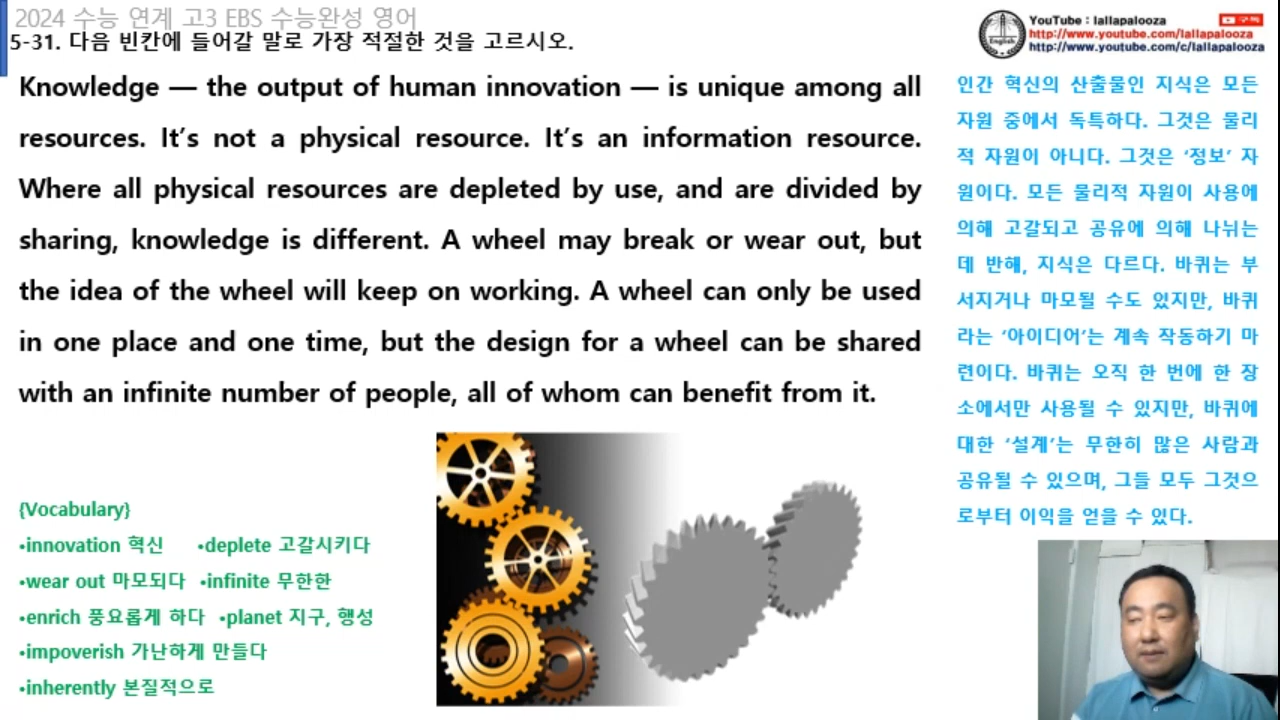 2024 수능 연계 고3 EBS 수능완성 영어
5-31. 다음 빈칸에 들어갈 말로 가장 적절한 것을 고르시오.
YouTube : lallapalooza
구독
http://www.youtube.com/lallapalooza
http://www.youtube.com/c/lallapalooza
English
Knowledge — the output of human innovation — is unique among all
resources. It’s not a physical resource. It’s an information resource.
Where all physical resources are depleted by use, and are divided by
sharing, knowledge is different. A wheel may break or wear out, but
the idea of the wheel will keep on working. A wheel can only be used
in one place and one time, but the design for a wheel can be shared
with an infinite number of people, all of whom can benefit from it.
인간 혁신의 산출물인 지식은 모든
자원 중에서 독특하다. 그것은 물리
적 자원이 아니다. 그것은 ‘정보’ 자
원이다. 모든 물리적 자원이 사용에
의해 고갈되고 공유에 의해 나뉘는
데 반해, 지식은 다르다. 바퀴는 부
서지거나 마모될 수도 있지만, 바퀴
라는 ‘아이디어’는 계속 작동하기 마
련이다. 바퀴는 오직 한 번에 한 장
소에서만 사용될 수 있지만, 바퀴에
대한 ‘설계’는 무한히 많은 사람과
공유될 수 있으며, 그들 모두 그것으
로부터 이익을 얻을 수 있다.
{Vocabulary}
•innovation 혁신 •deplete 고갈시키다
•wear out 마모되다 •infinite 무한한
•enrich 풍요롭게 하다 •planet 지구, 행성
•impoverish 가난하게 만들다
•inherently 본질적으로